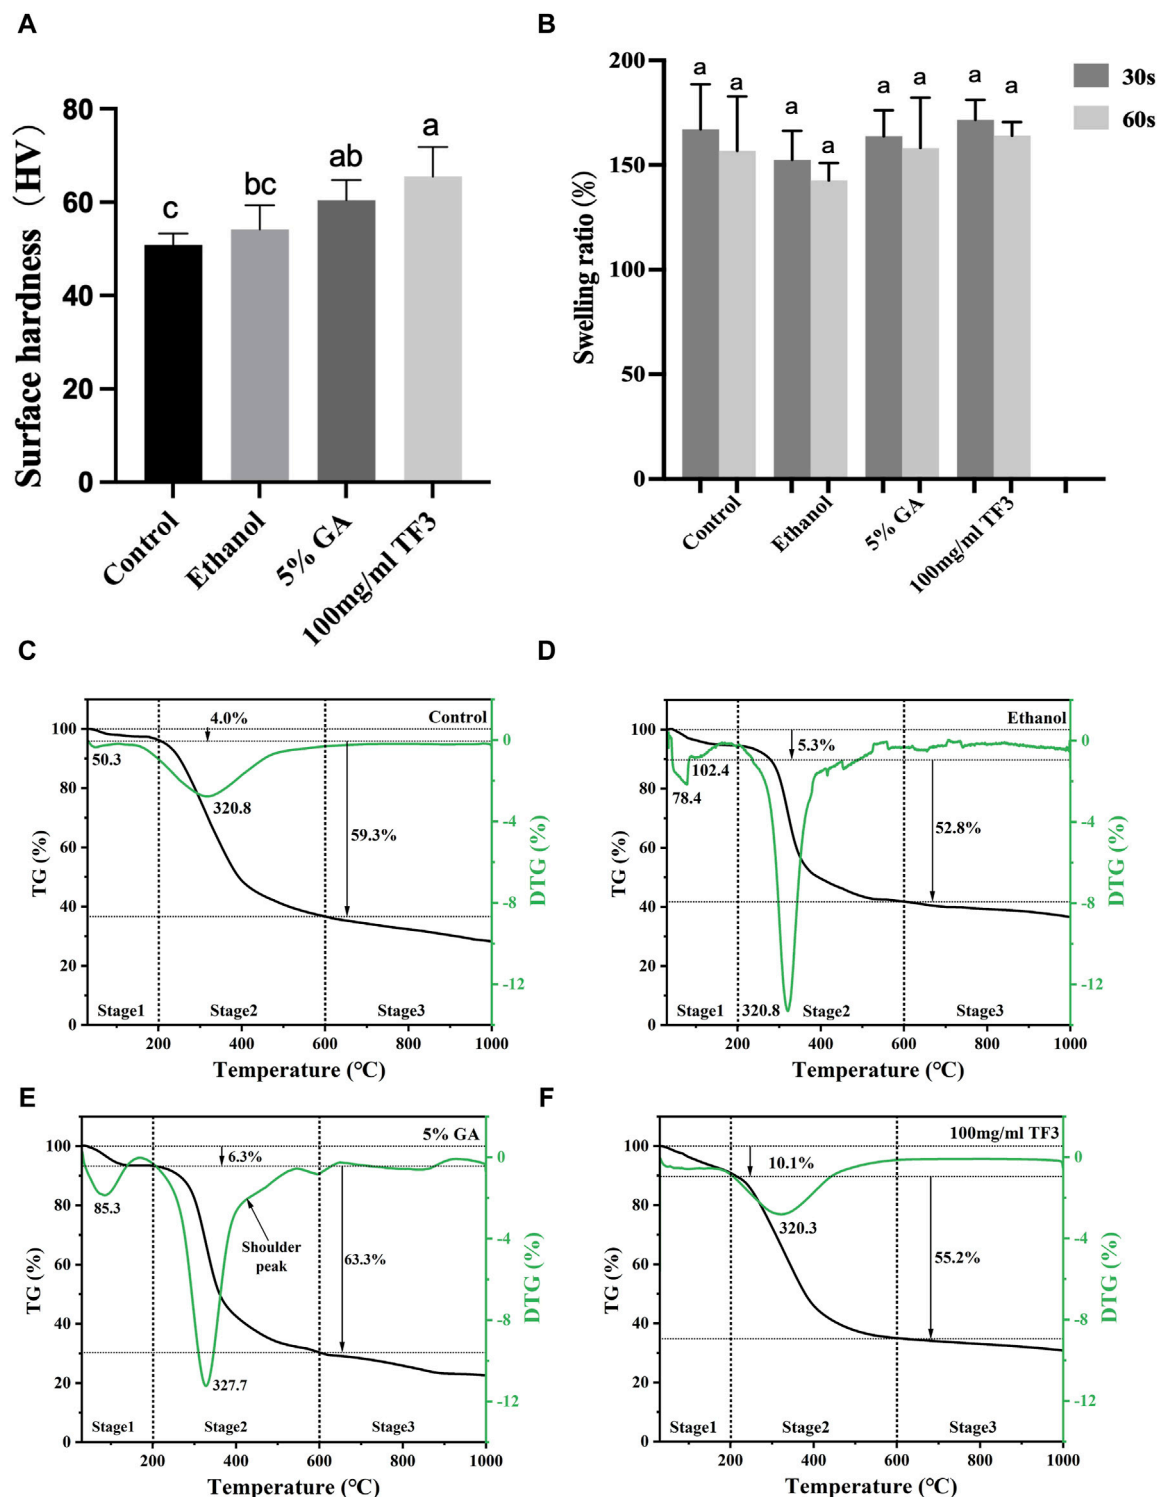 A
Surface hardness (HV)
80
60
40
20
0
c
bc
ab
a
Control
Ethanol
5% GA
100mg/ml TF3
B
Swelling ratio (%)
200
150
100
50
0
a
a
a
a
a
a
a
a
30s
60s
Control
Ethanol
5% GA
100mg/ml TF3
C
TG (%)
100
80
60
40
20
0
4.0%
Control
50.3
320.8
59.3%
Stage1
Stage2
Stage3
200
400
600
800
1000
Temperature (°C)
0
-4
-8
-12
DTG (%)
D
TG (%)
100
80
60
40
20
0
5.3%
Ethanol
102.4
78.4
52.8%
320.8
Stage1
Stage2
Stage3
200
400
600
800
1000
Temperature (°C)
0
-4
-8
-12
DTG (%)
E
TG (%)
100
80
60
40
20
0
6.3%
5% GA
85.3
Shoulder
peak
63.3%
327.7
Stage1
Stage2
Stage3
200
400
600
800
1000
Temperature (°C)
0
-4
-8
-12
DTG (%)
F
TG (%)
100
80
60
40
20
0
100mg/ml TF3
10.1%
320.3
55.2%
Stage1
Stage2
Stage3
200
400
600
800
1000
Temperature (°C)
0
-4
-8
-12
DTG (%)